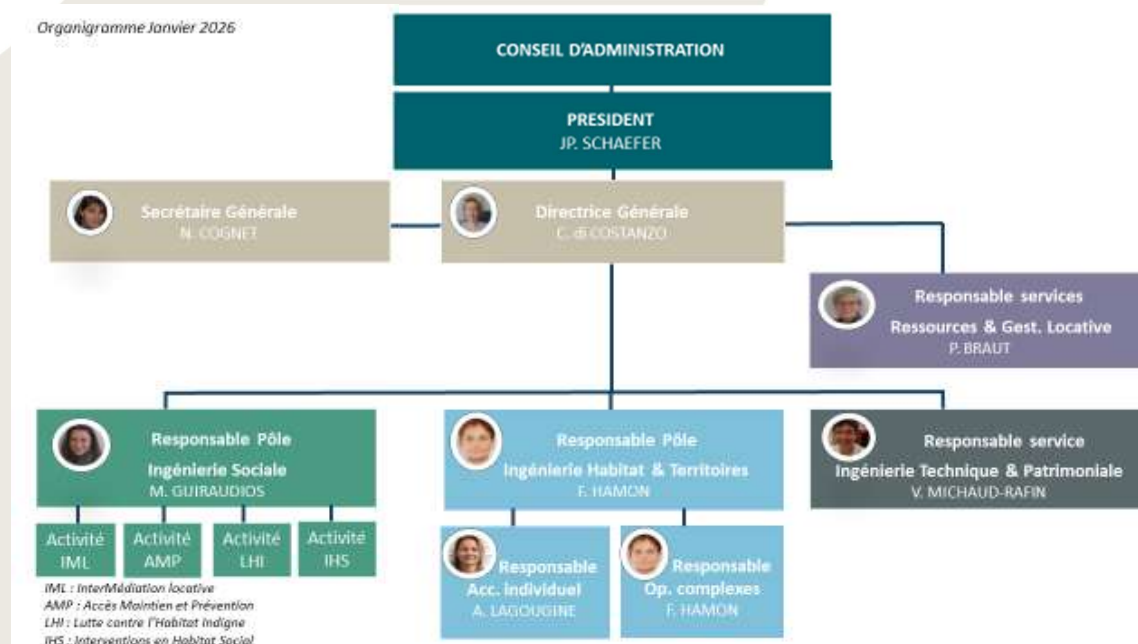 Organigramme Janvier 2026
CONSEIL D'ADMINISTRATION
PRESIDENT
JP. SCHAEFER
Secrétaire Générale
N. COGNET
Directrice Générale
C. di COSTANZO
Responsable services
Ressources & Gest. Locative
P. BRAUT
Responsable Pôle
Ingénierie Sociale
M. GUIRAUDIOS
Responsable Pôle
Ingénierie Habitat & Territoires
F. HAMON
Responsable service
Ingénierie Technique & Patrimoniale
V. MICHAUD-RAFIN
Activité
IML
Activité
AMP
Activité
LHI
Activité
IHS
Responsable
Acc. individuel
A. LAGOUGINE
Responsable
Op. complexes
F. HAMON
IML : InterMédiation locative
AMP : Accès Maintien et Prévention
LHI : Lutte contre l'Habitat Indigne
IHS : Interventions en Habitat Social